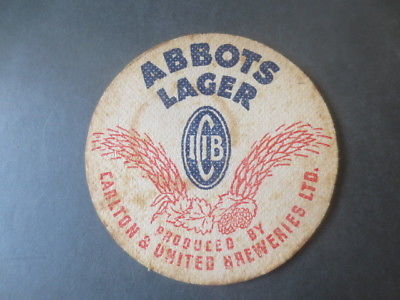 ABBOTS
LAGER
CUB
PRODUCED BY
CARLTON & UNITED BREWERIES LTD.